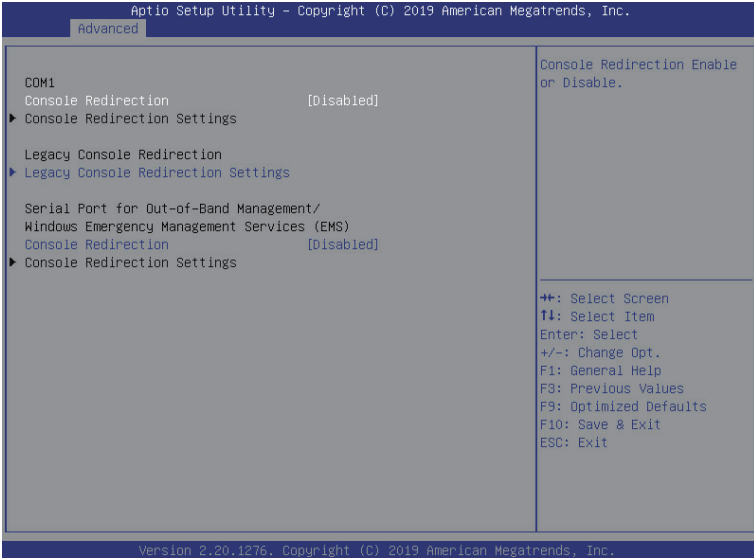 Aptio Setup Utility – Copyright (C) 2019 American Megatrends, Inc.
Advanced
COM1
Console Redirection [Disabled]
Console Redirection Settings
Legacy Console Redirection
Legacy Console Redirection Settings
Serial Port for Out-of-Band Management/
Windows Emergency Management Services (EMS)
Console Redirection [Disabled]
Console Redirection Settings
Console Redirection Enable
or Disable.
→←: Select Screen
↑↓: Select Item
Enter: Select
+/-: Change Opt.
F1: General Help
F3: Previous Values
F9: Optimized Defaults
F10: Save & Exit
ESC: Exit
Version 2.20.1276. Copyright (C) 2019 American Megatrends, Inc.